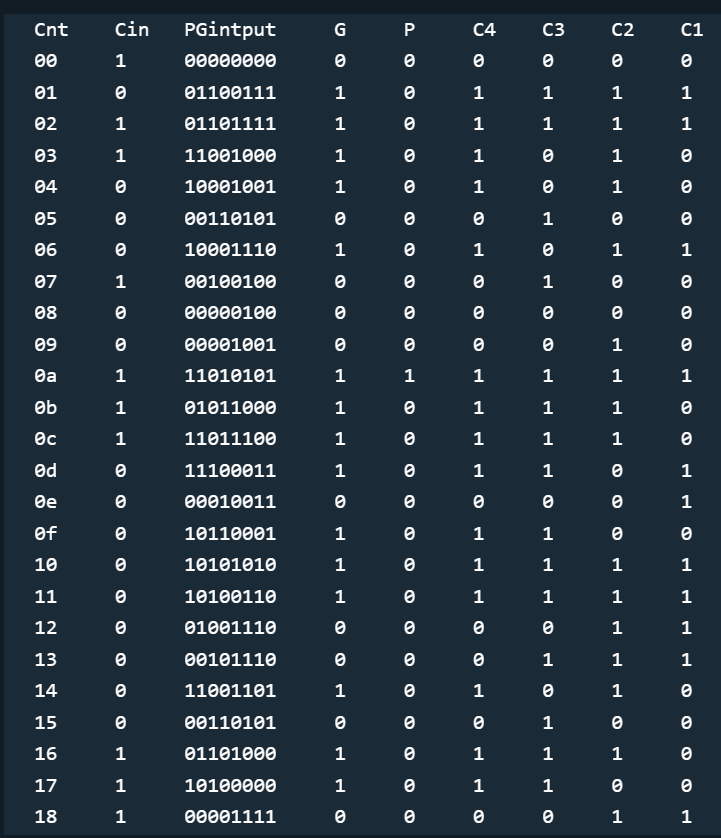 Cnt Cin PGintput G P C4 C3 C2 C1
00 1 00000000 0 0 0 0 0 0
01 0 01100111 1 0 1 1 1 1
02 1 01101111 1 0 1 1 1 1
03 1 11001000 1 0 1 0 1 0
04 0 10001001 1 0 1 0 1 0
05 0 00110101 0 0 0 1 0 0
06 0 10001110 1 0 1 0 1 1
07 1 00100100 0 0 0 1 0 0
08 0 00000100 0 0 0 0 0 0
09 0 00001001 0 0 0 0 1 0
0a 1 11010101 1 1 1 1 1 1
0b 1 01011000 1 0 1 1 1 0
0c 1 11011100 1 0 1 1 1 0
0d 0 11100011 1 0 1 1 0 1
0e 0 00010011 0 0 0 0 0 1
0f 0 10110001 1 0 1 1 0 0
10 0 10101010 1 0 1 1 1 1
11 0 10100110 1 0 1 1 1 1
12 0 01001110 0 0 0 0 1 1
13 0 00101110 0 0 0 1 1 1
14 0 11001101 1 0 1 0 1 0
15 0 00110101 0 0 0 1 0 0
16 1 01101000 1 0 1 1 1 0
17 1 10100000 1 0 1 1 0 0
18 1 00001111 0 0 0 0 1 1